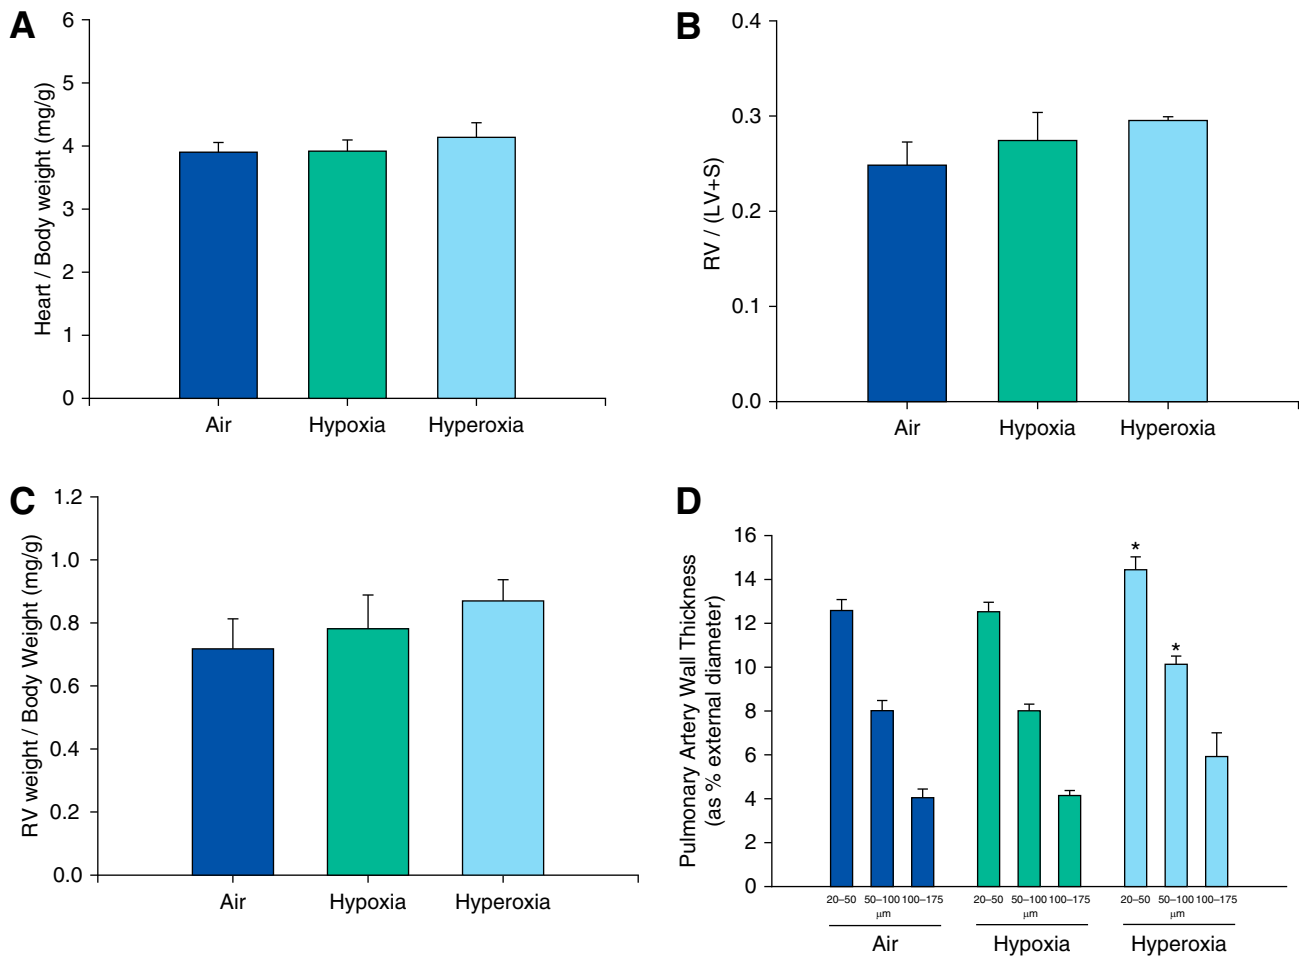 A
Heart / Body weight (mg/g)
6
5
4
3
2
1
0
Air Hypoxia Hyperoxia
B
RV / (LV+S)
0.4
0.3
0.2
0.1
0.0
Air Hypoxia Hyperoxia
C
RV weight / Body Weight (mg/g)
1.2
1.0
0.8
0.6
0.4
0.2
0.0
Air Hypoxia Hyperoxia
D
Pulmonary Artery Wall Thickness
(as % external diameter)
16
14
12
10
8
6
4
2
0
* 
*
20–50 50–100 100–175 20–50 50–100 100–175 20–50 50–100 100–175
μm μm μm
Air Hypoxia Hyperoxia